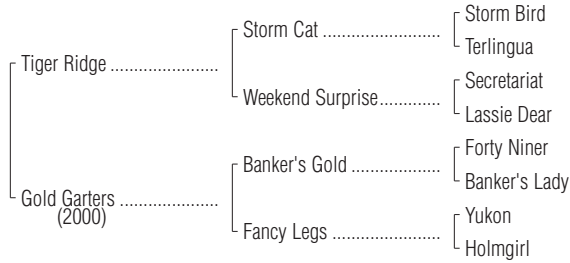 Storm Bird
Storm Cat ........................
Terlingua
Tiger Ridge ......................
Secretariat
Weekend Surprise.............
Lassie Dear
Forty Niner
Banker's Gold ..................
Banker's Lady
Gold Garters ....................
(2000)
Yukon
Fancy Legs ......................
Holmgirl